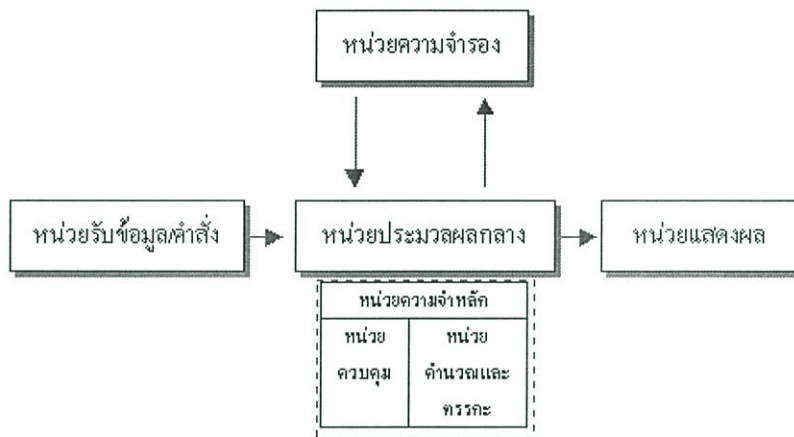 หน่วยความจำรอง
หน่วยรับข้อมูล/คำสั่ง
หน่วยประมวลผลกลาง
หน่วยแสดงผล
หน่วยความจำหลัก
หน่วย
ควบคุม
หน่วย
คำนวณและ
ตรรกะ